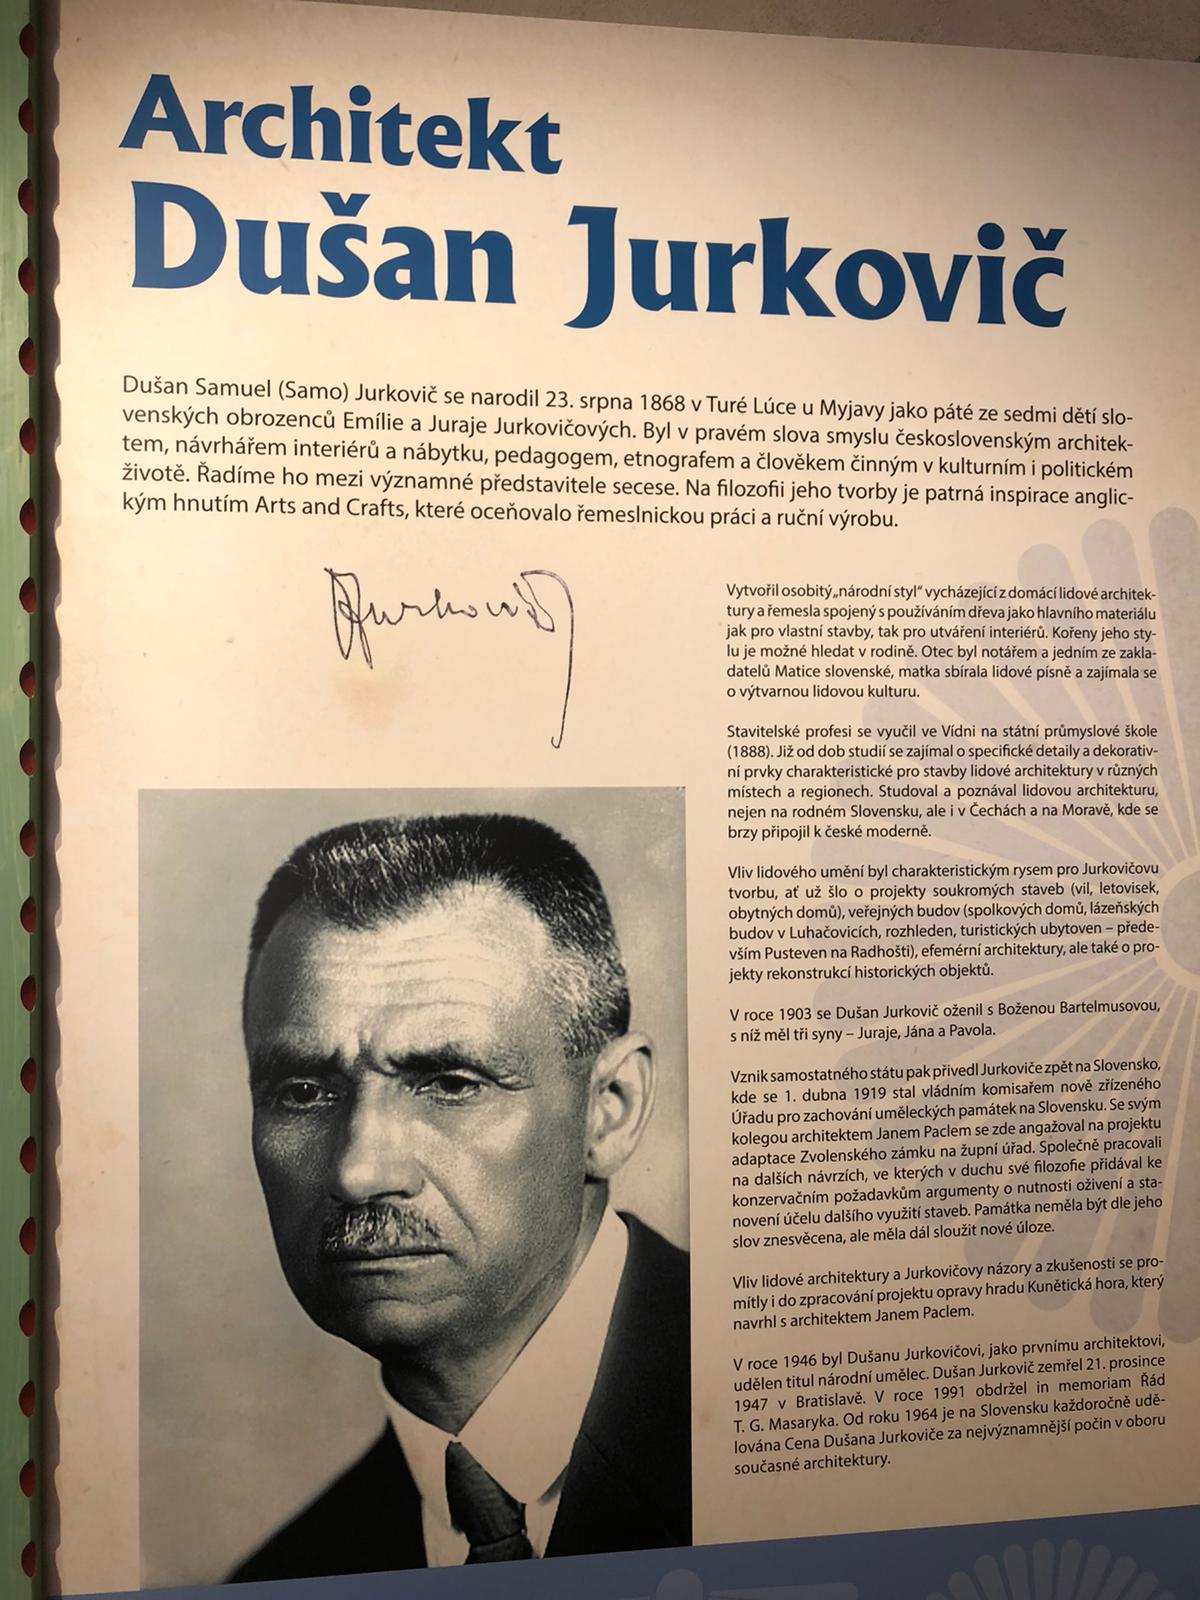 Architekt
Dušan Jurkovič
Dušan Samuel (Samo) Jurkovič se narodil 23. srpna 1868 v Turé Lúce u Myjavy jako páté ze sedmi dětí slo-
venských obrozenců Emílie a Juraje Jurkovičových. Byl v pravém slova smyslu československým architek-
tem, návrhářem interiérů a nábytku, pedagogem, etnografem a člověkem činným v kulturním i politickém
životě. Řadíme ho mezi významné představitele secese. Na filozofii jeho tvorby je patrná inspirace anglic-
kým hnutím Arts and Crafts, které oceňovalo řemeslnickou práci a ruční výrobu.
Jurkovič
Vytvořil osobitý „národní styl“ vycházející z domácí lidové architek-
tury a řemesla spojený s používáním dřeva jako hlavního materiálu
jak pro vlastní stavby, tak pro utváření interiérů. Kořeny jeho sty-
lu je možné hledat v rodině. Otec byl notářem a jedním ze zakla-
datelů Matice slovenské, matka sbírala lidové písně a zajímala se
o výtvarnou lidovou kulturu.
Stavitelské profesi se vyučil ve Vídni na státní průmyslové škole
(1888). Již od dob studií se zajímal o specifické detaily a dekorativ-
ní prvky charakteristické pro stavby lidové architektury v různých
místech a regionech. Studoval a poznával lidovou architekturu,
nejen na rodném Slovensku, ale i v Čechách a na Moravě, kde se
brzy připojil k české moderně.
Vliv lidového umění byl charakteristickým rysem pro Jurkovičovu
tvorbu, ať už šlo o projekty soukromých staveb (vil, letovisek,
obytných domů), veřejných budov (spolkových domů, lázeňských
budov v Luhačovicích, rozhleden, turistických ubytoven – přede-
vším Pusteven na Radhošti), efemérní architektury, ale také o pro-
jekty rekonstrukcí historických objektů.
V roce 1903 se Dušan Jurkovič oženil s Boženou Bartelmusovou,
s níž měl tři syny – Juraje, Jána a Pavola.
Vznik samostatného státu pak přivedl Jurkoviče zpět na Slovensko,
kde se 1. dubna 1919 stal vládním komisařem nově zřízeného
Úřadu pro zachování uměleckých památek na Slovensku. Se svým
kolegou architektem Janem Paclem se zde angažoval na projektu
adaptace Zvolenského zámku na župní úřad. Společně pracovali
na dalších návrzích, ve kterých v duchu své filozofie přidával ke
konzervačním požadavkům argumenty o nutnosti oživení a sta-
novení účelu dalšího využití staveb. Památka neměla být dle jeho
slov znesvěcena, ale měla dál sloužit nové úloze.
Vliv lidové architektury a Jurkovičovy názory a zkušenosti se pro-
mítly i do zpracování projektu opravy hradu Kunětická hora, který
navrhl s architektem Janem Paclem.
V roce 1946 byl Dušanu Jurkovičovi, jako prvnímu architektovi,
udělen titul národní umělec. Dušan Jurkovič zemřel 21. prosince
1947 v Bratislavě. V roce 1991 obdržel in memoriam Řád
T. G. Masaryka. Od roku 1964 je na Slovensku každoročně udě-
lována Cena Dušana Jurkoviče za nejvýznamnější počin v oboru
současné architektury.